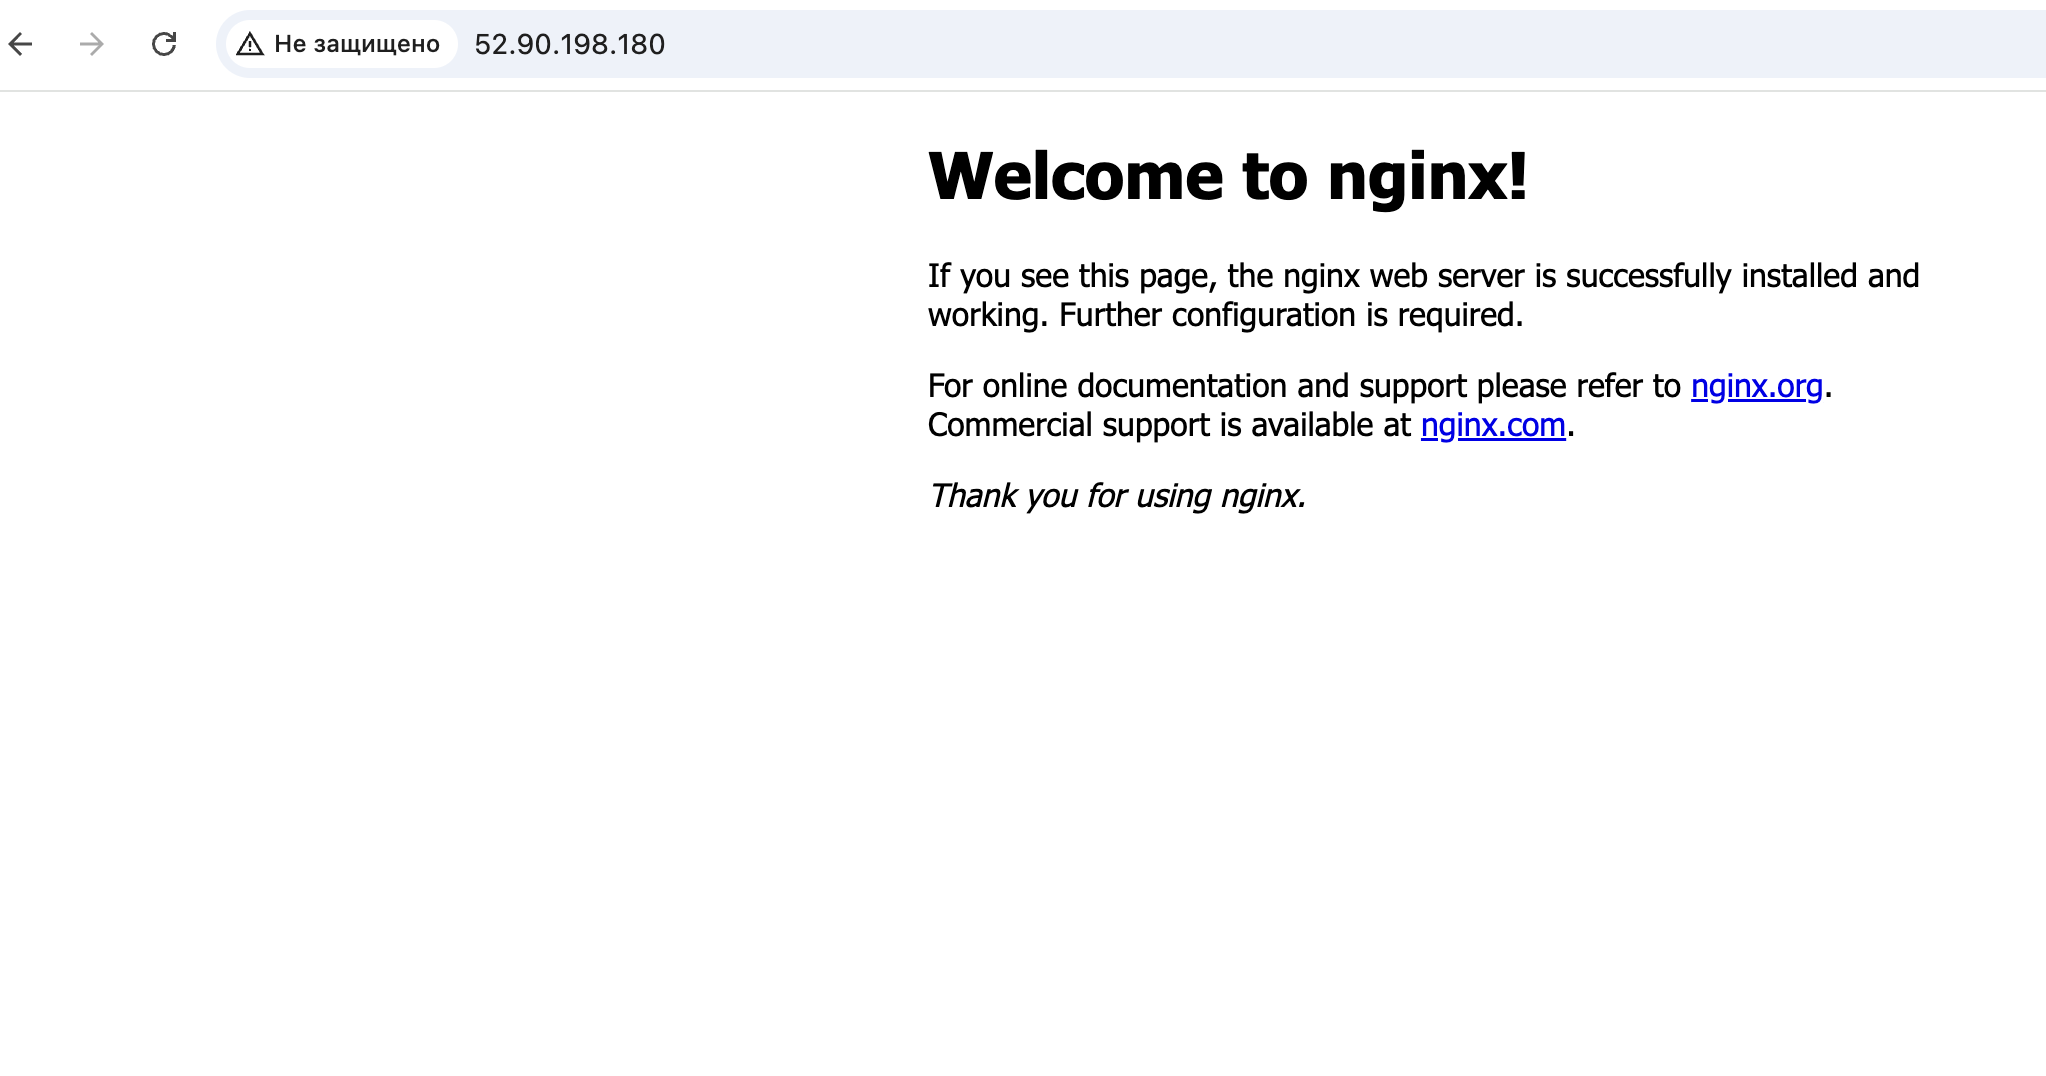 Не защищено 52.90.198.180
Welcome to nginx!
If you see this page, the nginx web server is successfully installed and
working. Further configuration is required.
For online documentation and support please refer to nginx.org.
Commercial support is available at nginx.com.
Thank you for using nginx.